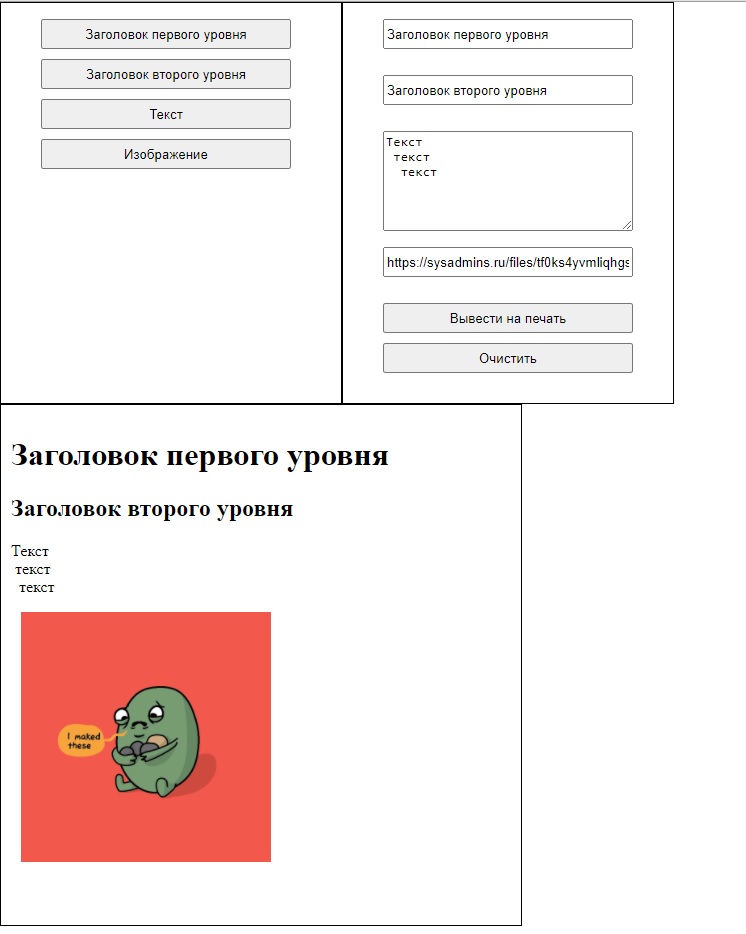 Заголовок первого уровня
Заголовок второго уровня
Текст
Изображение
Заголовок первого уровня
Заголовок второго уровня
Текст
текст
текст
https://sysadmins.ru/files/tf0ks4yvmliqhgs
Вывести на печать
Очистить
Заголовок первого уровня
Заголовок второго уровня
Текст
текст
текст
I maked
these